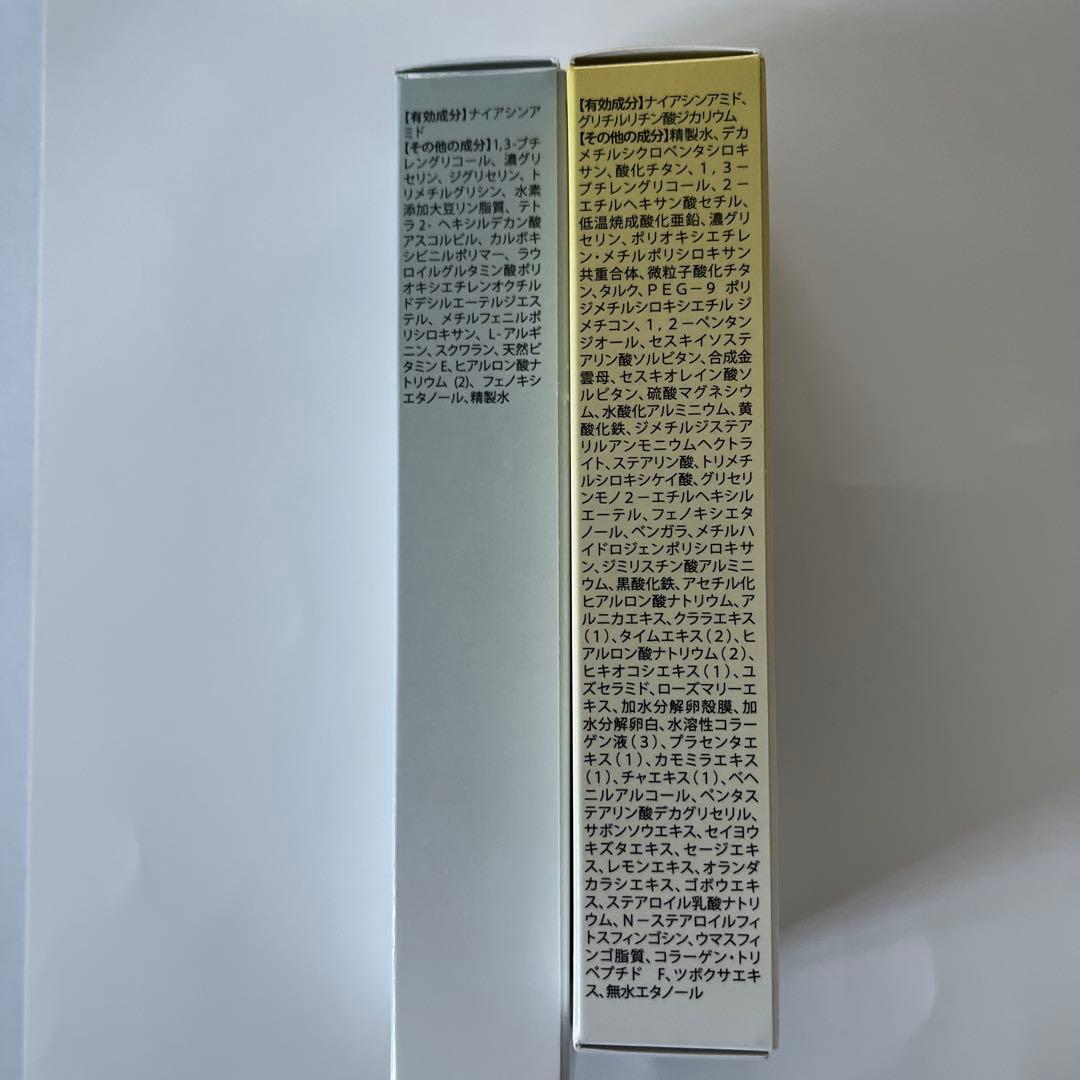 【有効成分】ナイアシンア
ミド
【その他の成分】1,3-ブチ
レングリコール、濃グリ
セリン、ジグリセリン、ト
リメチルグリシン、水素
添加大豆リン脂質、テト
ラ2-ヘキシルデカン酸
アスコルビル、カルボキ
シビニルポリマー、ラウ
ロイルグルタミン酸ポリ
オキシエチレンオクチル
ドデシルエーテルジエス
テル、メチルフェニルポ
リシロキサン、L-アルギ
ニン、スクワラン、天然ビ
タミンE、ヒアルロン酸ナ
トリウム(2)、フェノキシ
エタノール、精製水
【有効成分】ナイアシンアミド、
グリチルリチン酸ジカリウム
【その他の成分】精製水、デカ
メチルシクロペンタシロキ
サン、酸化チタン、1,3－
ブチレングリコール、2－
エチルヘキサン酸セチル、
低温焼成酸化亜鉛、濃グリ
セリン、ポリオキシエチレ
ン・メチルポリシロキサン
共重合体、微粒子酸化チタ
ン、タルク、PEG－9 ポリ
ジメチルシロキシエチル ジ
メチコン、1,2－ペンタン
ジオール、セスキイソステ
アリン酸ソルビタン、合成金
雲母、セスキオレイン酸ソ
ルビタン、硫酸マグネシウ
ム、水酸化アルミニウム、黄
酸化鉄、ジメチルジステア
リルアンモニウムヘクトラ
イト、ステアリン酸、トリメチ
ルシロキシケイ酸、グリセリ
ンモノ2－エチルヘキシル
エーテル、フェノキシエタ
ノール、ベンガラ、メチルハ
イドロジェンポリシロキサ
ン、ジミリスチン酸アルミニ
ウム、黒酸化鉄、アセチル化
ヒアルロン酸ナトリウム、ア
ルニカエキス、クララエキス
(1)、タイムエキス(2)、ヒ
アルロン酸ナトリウム(2)、
ヒキオコシエキス(1)、ユ
ズセラミド、ローズマリーエ
キス、加水分解卵殻膜、加
水分解卵白、水溶性コラー
ゲン液(3)、プラセンタエ
キス(1)、カモミラエキス
(1)、チャエキス(1)、ベヘ
ニルアルコール、ペンタス
テアリン酸デカグリセリル、
サボンソウエキス、セイヨウ
キズタエキス、セージエキ
ス、レモンエキス、オランダ
カラシエキス、ゴボウエキ
ス、ステアロイル乳酸ナトリ
ウム、N－ステアロイルフィ
トスフィンゴシン、ウマスフィ
ンゴ脂質、コラーゲン・トリ
ペプチド F、ツボクサエキ
ス、無水エタノール